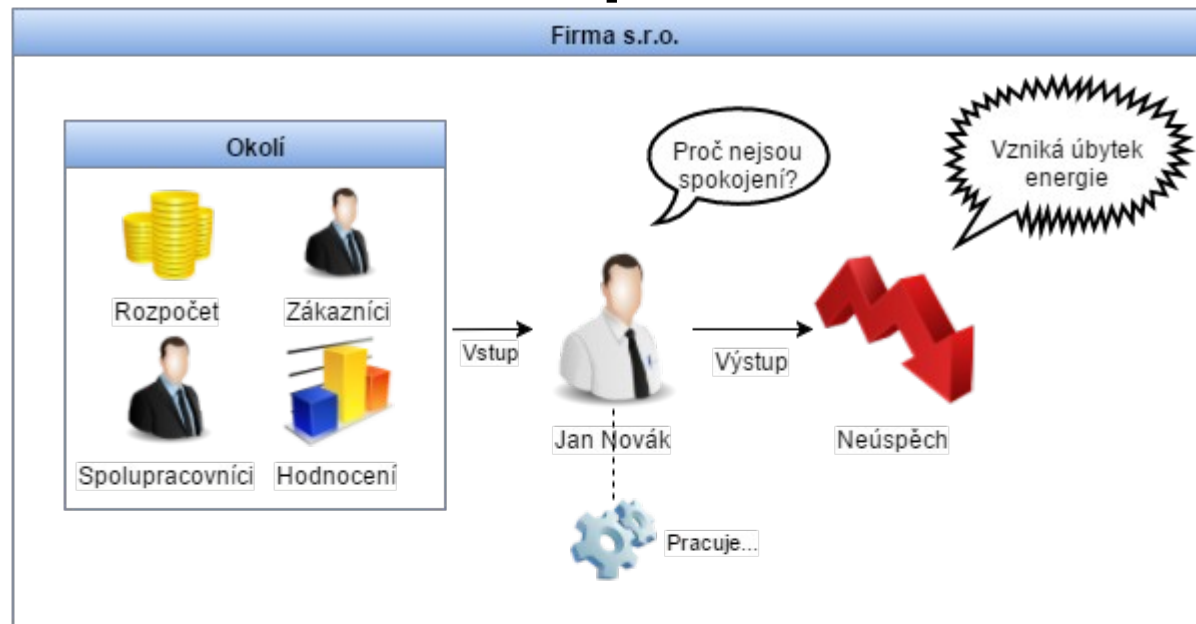 Firma s.r.o.
Okolí
Rozpočet
Zákazníci
Spolupracovníci
Hodnocení
Vstup
Proč nejsou
spokojení?
Jan Novák
Pracuje...
Výstup
Vzniká úbytek
energie
Neúspěch